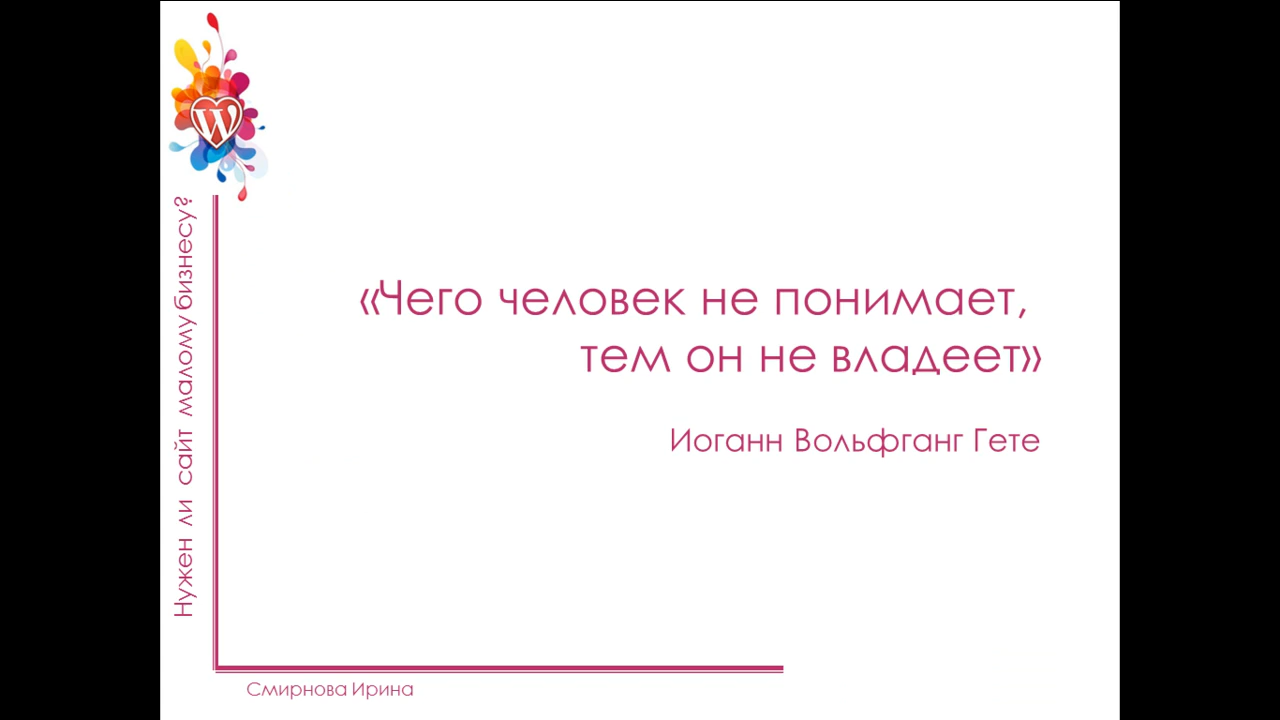 W
Нужен ли сайт малому бизнесу?
«Чего человек не понимает,
тем он не владеет»
Иоганн Вольфганг Гете
Смирнова Ирина